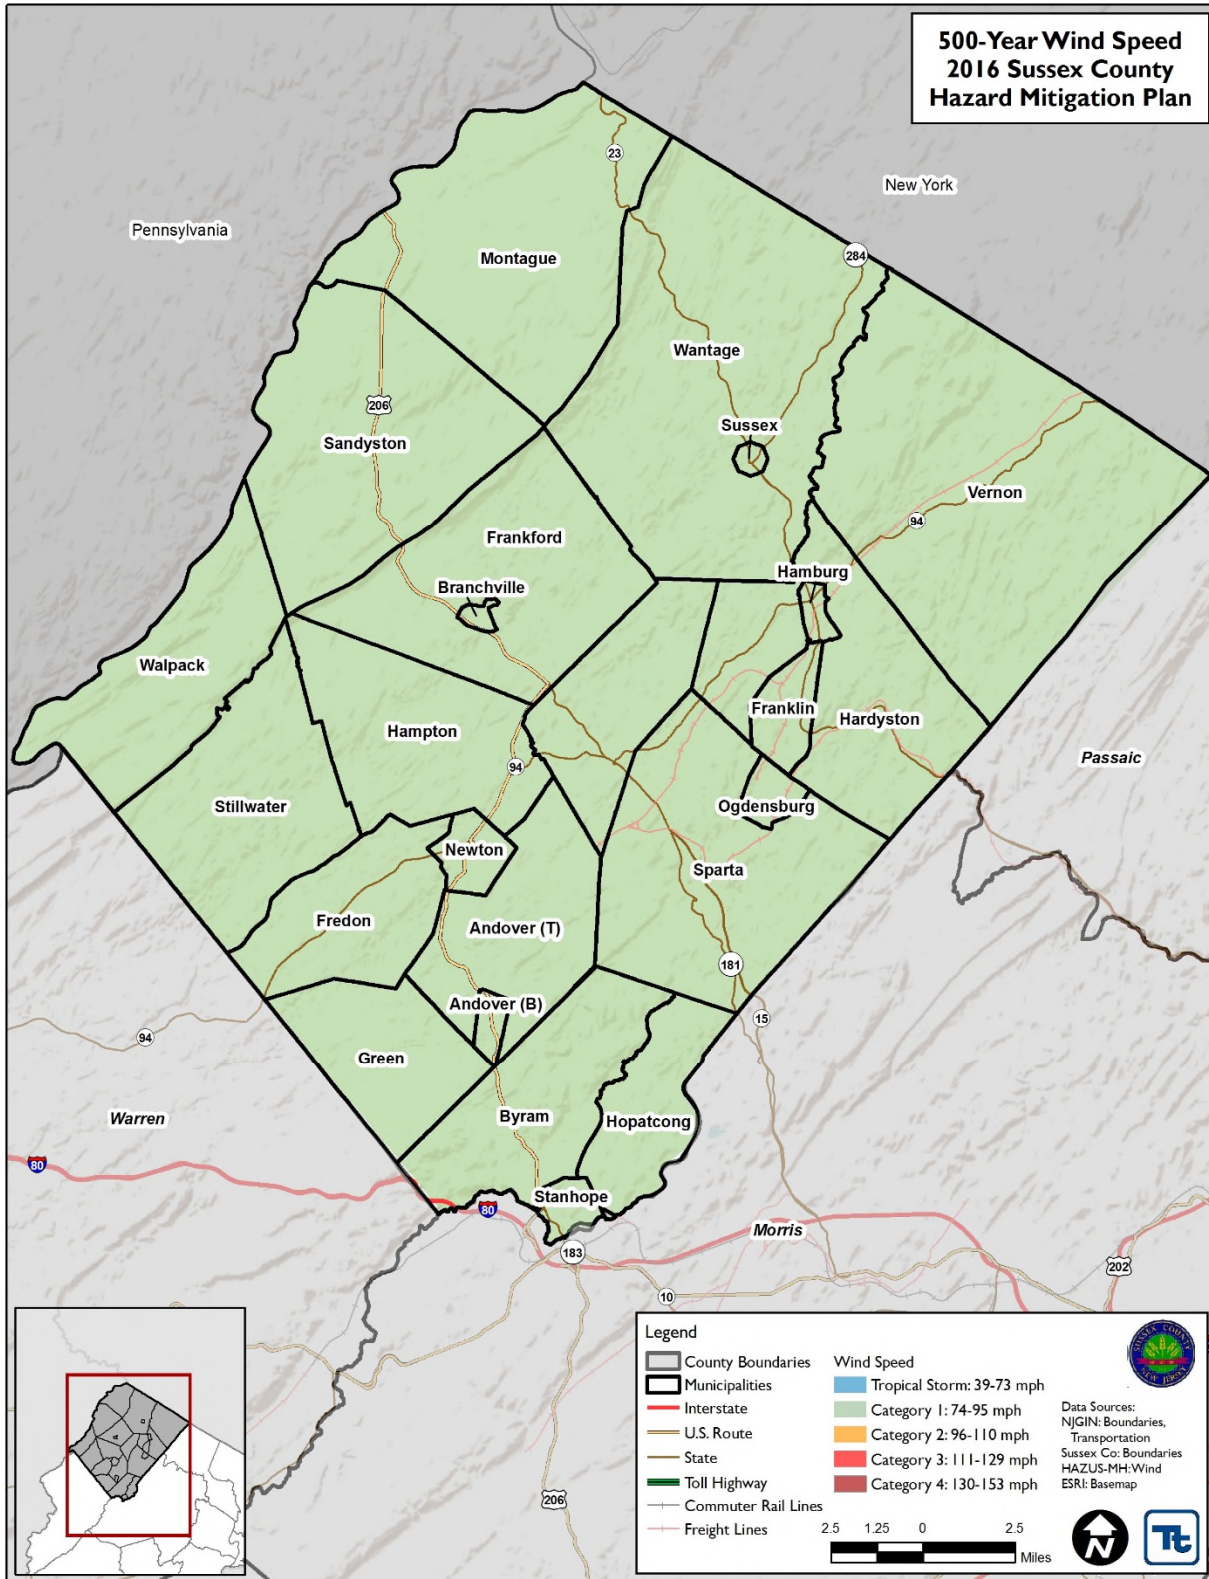 500-Year Wind Speed
2016 Sussex County
Hazard Mitigation Plan
23
New York
Pennsylvania
284
Montague
Wantage
206
Sussex
Sandyston
Vernon
94
Frankford
Hamburg
Branchville
Walpack
Franklin
Hardyston
Hampton
Passaic
94
Stillwater
Ogdensburg
Newton
Sparta
Fredon
Andover (T)
181
Andover (B)
15
94
Green
Byram
Hopatcong
Warren
80
Stanhope
80
Morris
183
202
10
206
Legend
County Boundaries
Municipalities
Interstate
U.S. Route
State
Toll Highway
Commuter Rail Lines
Freight Lines
Wind Speed
Tropical Storm: 39-73 mph
Category 1: 74-95 mph
Category 2: 96-110 mph
Category 3: 111-129 mph
Category 4: 130-153 mph
SUSSEX COUNTY
NEW JERSEY
Data Sources:
NJGIN: Boundaries,
Transportation
Sussex Co: Boundaries
HAZUS-MH: Wind
ESRI: Basemap
2.5 1.25 0 2.5
Miles
N
Tt